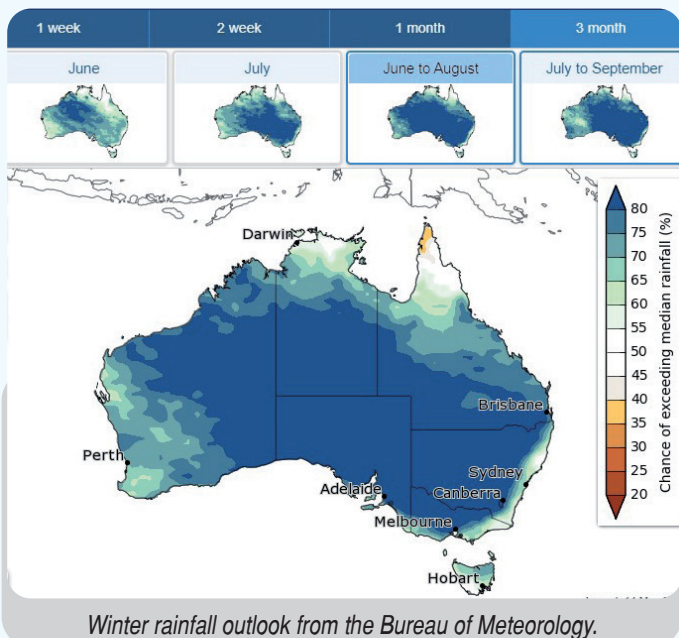 1 week 2 week 1 month 3 month
June July June to August July to September
Darwin
Brisbane
Perth
Sydney
Adelaide
Canberra
Melbourne
Hobart
80
75
70
65
60
55
50
45
40
35
30
25
20
Chance of exceeding median rainfall (%)
Winter rainfall outlook from the Bureau of Meteorology.